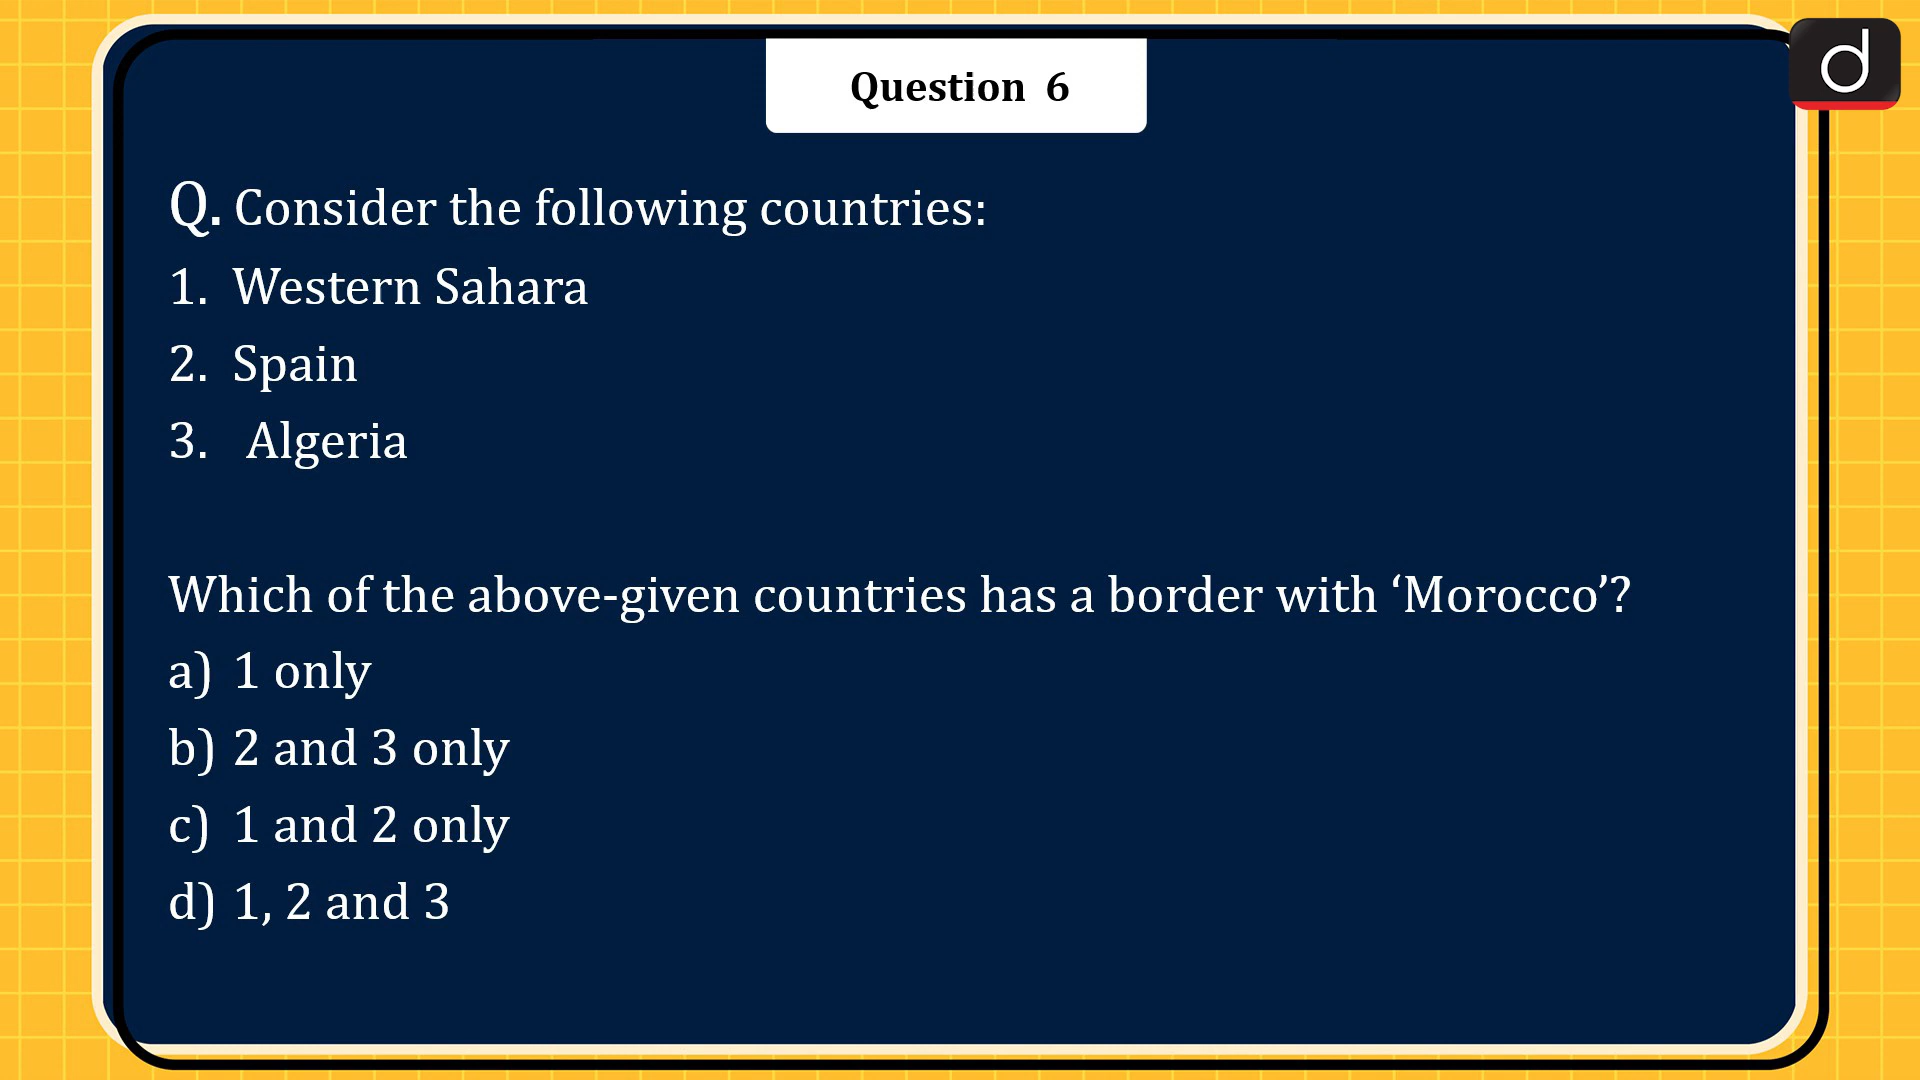 Question 6
Q. Consider the following countries:
1. Western Sahara
2. Spain
3. Algeria
Which of the above-given countries has a border with ‘Morocco’?
a) 1 only
b) 2 and 3 only
c) 1 and 2 only
d) 1, 2 and 3
d